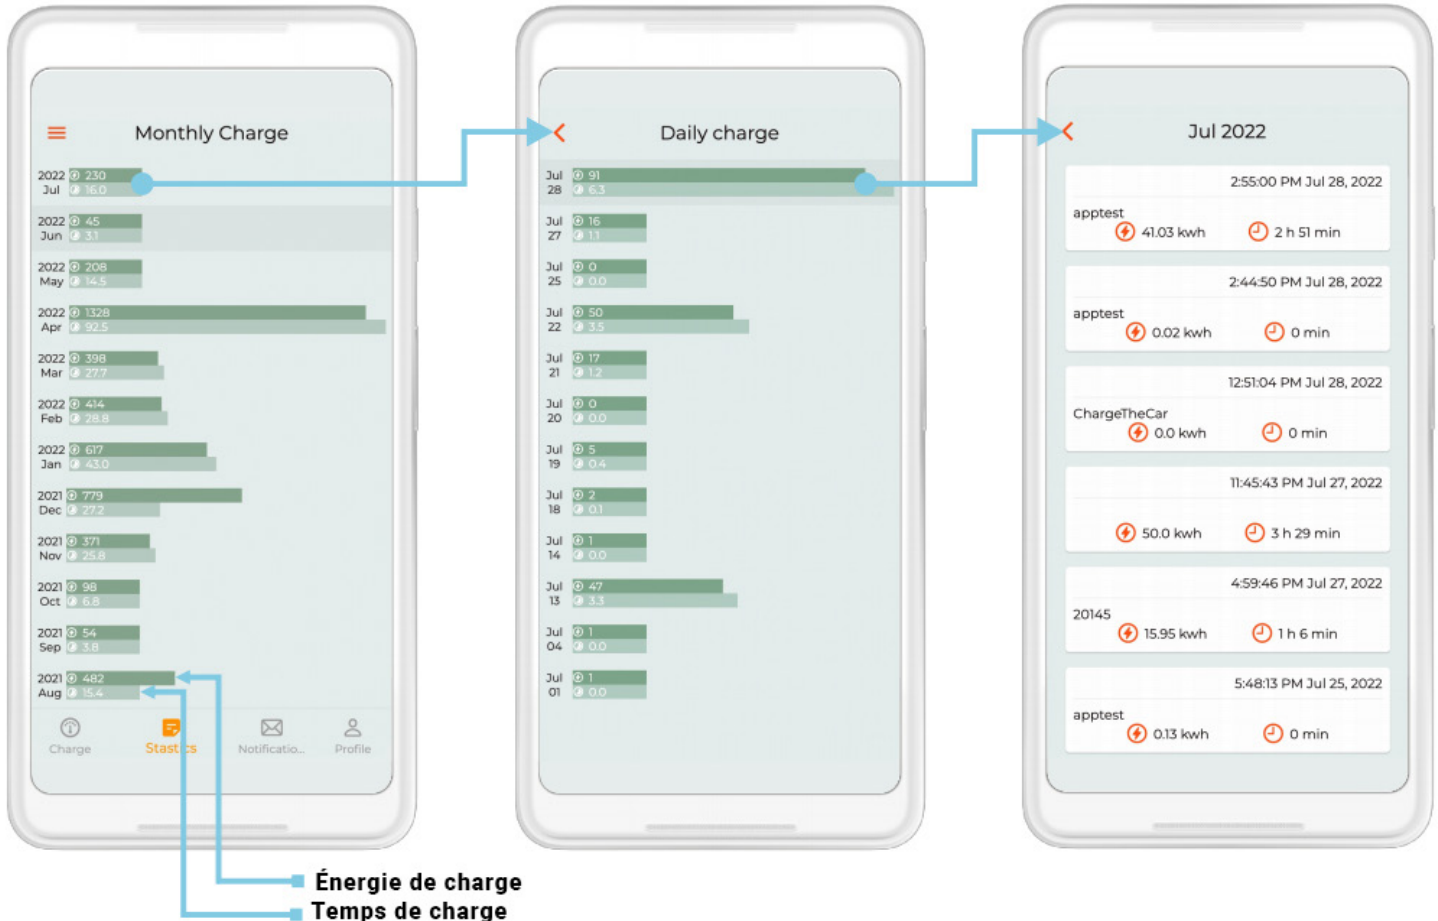 Monthly Charge
2022 230
Jul 16.0
2022 45
Jun 3.1
2022 208
May 14.5
2022 1328
Apr 92.5
2022 398
Mar 27.7
2022 414
Feb 28.8
2022 617
Jan 43.0
2021 779
Dec 27.2
2021 371
Nov 25.8
2021 98
Oct 6.8
2021 54
Sep 3.8
2021 482
Aug 15.4
Charge Stastics Notificatio... Profile
Énergie de charge
Temps de charge
Daily charge
Jul 91
28 6.3
Jul 16
27 1.1
Jul 0
25 0.0
Jul 50
22 3.5
Jul 17
21 1.2
Jul 0
20 0.0
Jul 5
19 0.4
Jul 2
18 0.1
Jul 1
14 0.0
Jul 47
13 3.3
Jul 1
04 0.0
Jul 1
01 0.0
Jul 2022
2:55:00 PM Jul 28, 2022
apptest
41.03 kwh 2 h 51 min
2:44:50 PM Jul 28, 2022
apptest
0.02 kwh 0 min
12:51:04 PM Jul 28, 2022
ChargeTheCar
0.0 kwh 0 min
11:45:43 PM Jul 27, 2022
50.0 kwh 3 h 29 min
4:59:46 PM Jul 27, 2022
20145
15.95 kwh 1 h 6 min
5:48:13 PM Jul 25, 2022
apptest
0.13 kwh 0 min